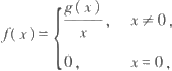 f(x)={ g(x)/x, x≠0,
0, x=0,